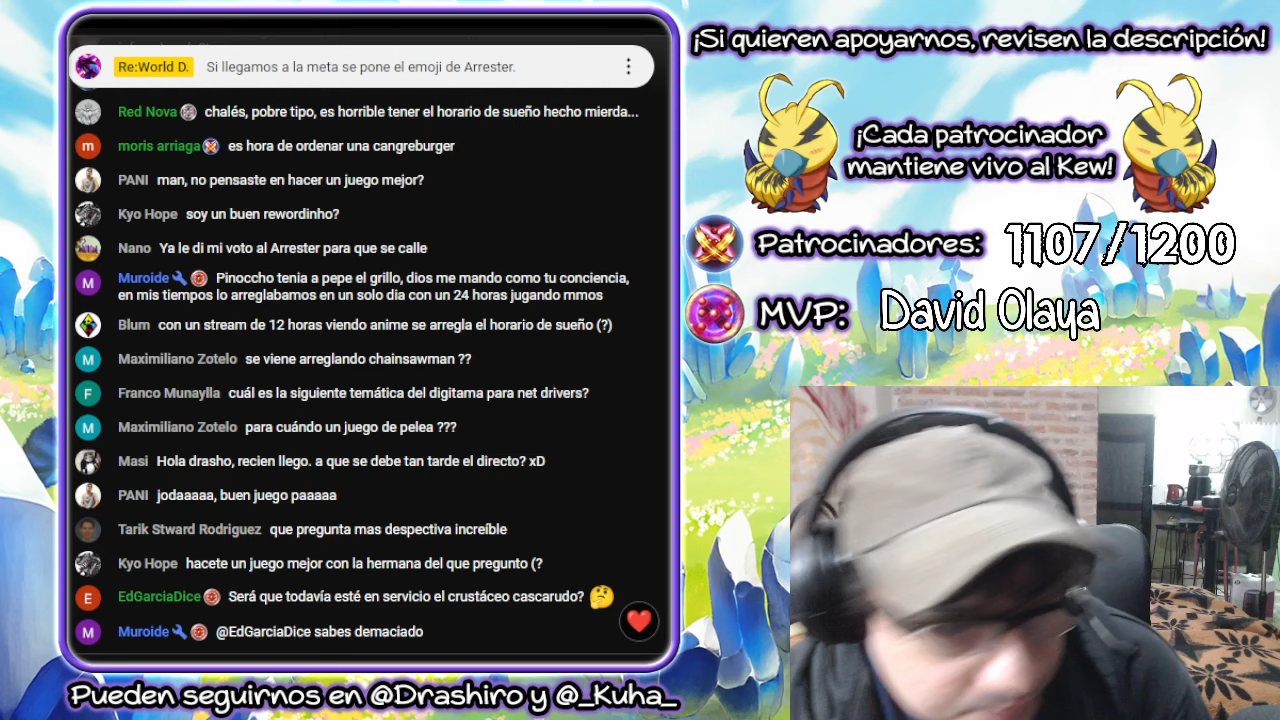 Re:World D. Si llegamos a la meta se pone el emoji de Arrester.
Red Nova chalés, pobre tipo, es horrible tener el horario de sueño hecho mierda...
m moris arriaga es hora de ordenar una cangreburger
PANI man, no pensaste en hacer un juego mejor?
Kyo Hope soy un buen rewordinho?
Nano Ya le di mi voto al Arrester para que se calle
M Muroide Pinoccho tenia a pepe el grillo, dios me mando como tu conciencia,
en mis tiempos lo arreglabamos en un solo dia con un 24 horas jugando mmos
Blum con un stream de 12 horas viendo anime se arregla el horario de sueño (?)
M Maximiliano Zotelo se viene arreglando chainsawman ??
F Franco Munaylla cuál es la siguiente temática del digitama para net drivers?
M Maximiliano Zotelo para cuándo un juego de pelea ???
Masi Hola drasho, recien llego. a que se debe tan tarde el directo? xD
PANI jodaaaaa, buen juego paaaaa
Tarik Stward Rodriguez que pregunta mas despectiva increíble
Kyo Hope hacete un juego mejor con la hermana del que pregunto (?
E EdGarciaDice Será que todavía esté en servicio el crustáceo cascarudo? 🤔
M Muroide @EdGarciaDice sabes demaciado
Pueden seguirnos en @Drashiro y @_Kuha_
¡Si quieren apoyarnos, revisen la descripción!
¡Cada patrocinador
mantiene vivo al Kew!
Patrocinadores: 1107/1200
MVP: David Olaya